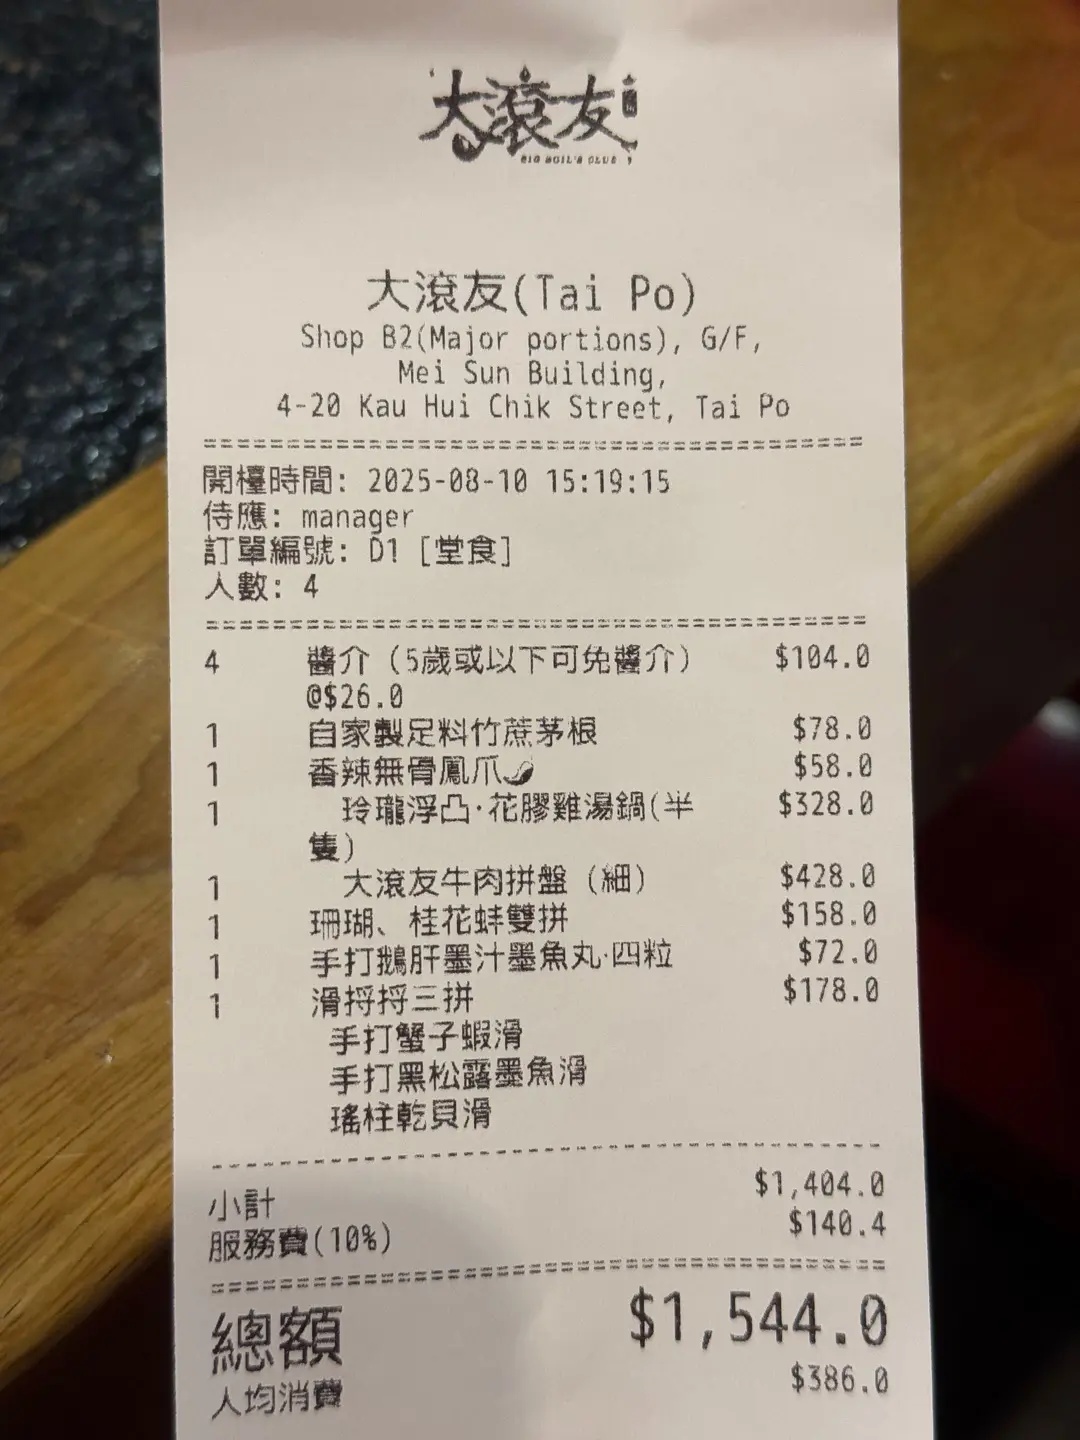 大滾友
BIG BOIL'S CLUB
大滾友(Tai Po)
Shop B2(Major portions), G/F,
Mei Sun Building,
4-20 Kau Hui Chik Street, Tai Po
開檯時間: 2025-08-10 15:19:15
侍應: manager
訂單編號: D1 [堂食]
人數: 4
4 醬介 (5歲或以下可免醬介) $104.0
@$26.0
1 自家製足料竹蔗茅根 $78.0
1 香辣無骨鳳爪🌶 $58.0
1 玲瓏浮凸·花膠雞湯鍋(半 $328.0
隻)
1 大滾友牛肉拼盤 (細) $428.0
1 珊瑚、桂花蚌雙拼 $158.0
1 手打鵝肝墨汁墨魚丸·四粒 $72.0
1 滑捋捋三拼 $178.0
手打蟹子蝦滑
手打黑松露墨魚滑
瑤柱乾貝滑
小計 $1,404.0
服務費(10%) $140.4
總額 $1,544.0
人均消費 $386.0